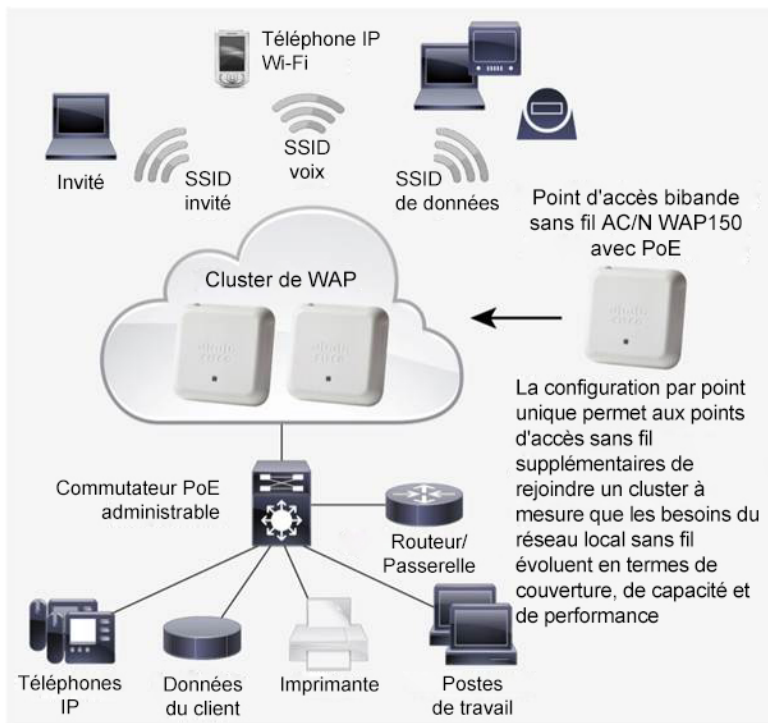 Téléphone IP
Wi-Fi
Invité
SSID
invité
SSID
voix
SSID
de données
Point d'accès bibande
sans fil AC/N WAP150
avec PoE
Cluster de WAP
La configuration par point
unique permet aux points
d'accès sans fil
supplémentaires de
rejoindre un cluster à
mesure que les besoins du
réseau local sans fil
évoluent en termes de
couverture, de capacité et
de performance
Commutateur PoE
administrable
Routeur/
Passerelle
Téléphones
IP
Données
du client
Imprimante
Postes
de travail